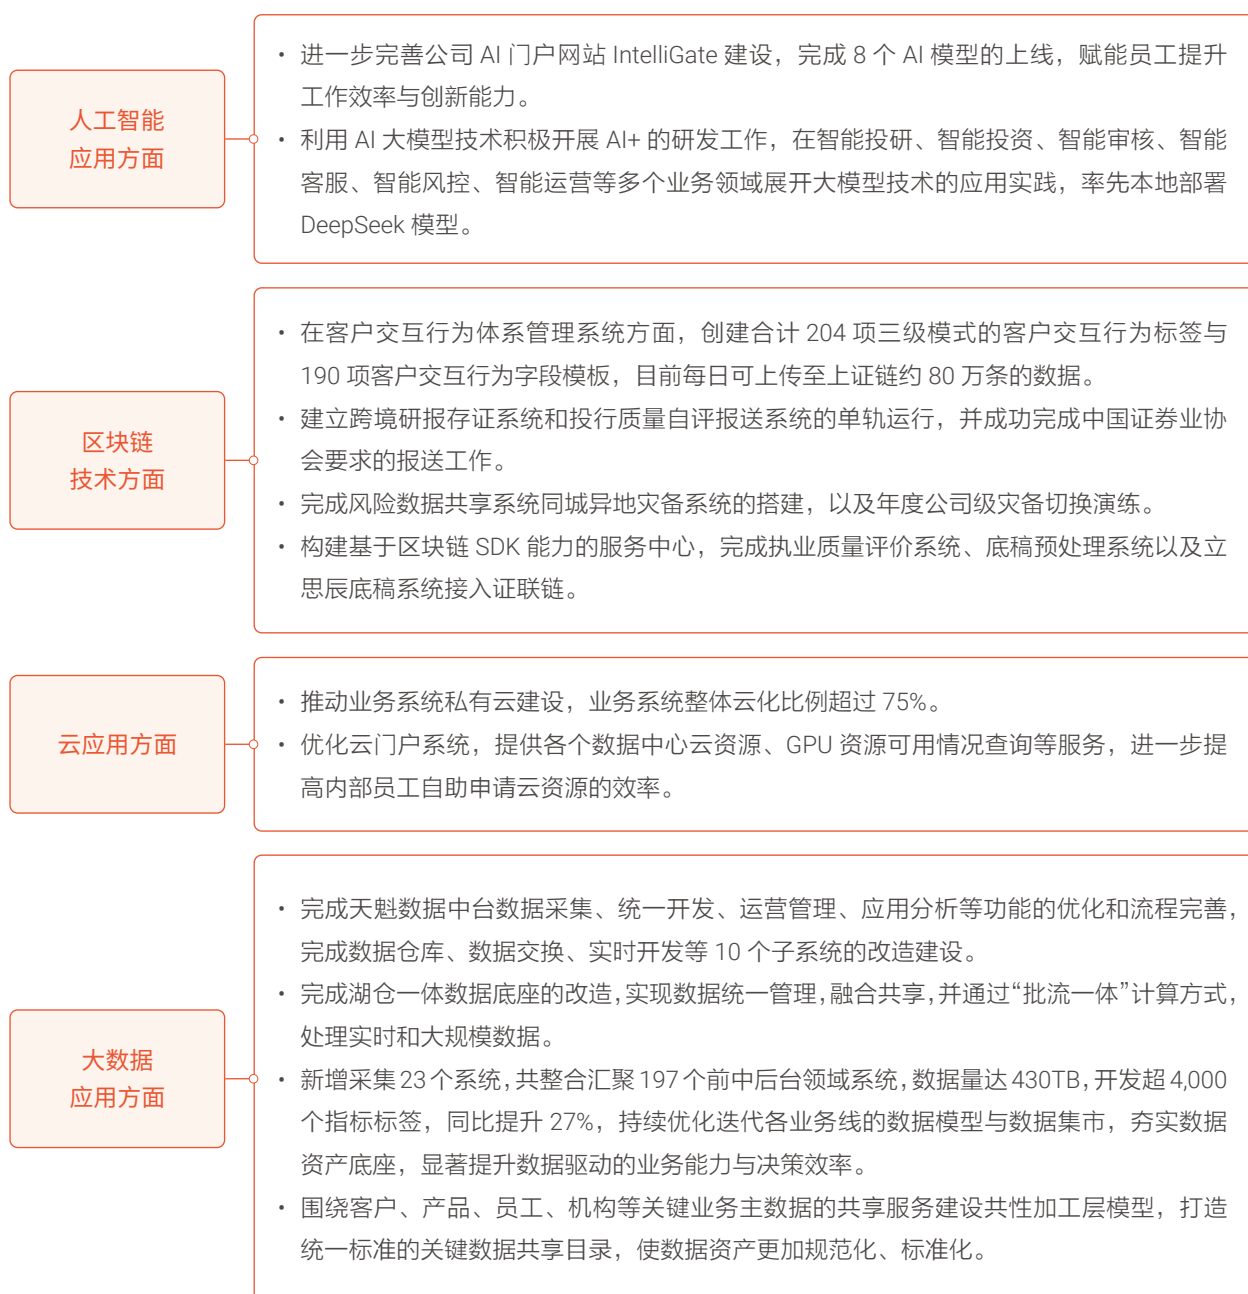 人工智能
应用方面
· 进一步完善公司 AI 门户网站 IntelliGate 建设，完成 8 个 AI 模型的上线，赋能员工提升
工作效率与创新能力。
· 利用 AI 大模型技术积极开展 AI+ 的研发工作，在智能投研、智能投资、智能审核、智能
客服、智能风控、智能运营等多个业务领域展开大模型技术的应用实践，率先本地部署
DeepSeek 模型。
区块链
技术方面
· 在客户交互行为体系管理系统方面，创建合计 204 项三级模式的客户交互行为标签与
190 项客户交互行为字段模板，目前每日可上传至上证链约 80 万条的数据。
· 建立跨境研报存证系统和投行质量自评报送系统的单轨运行，并成功完成中国证券业协
会要求的报送工作。
· 完成风险数据共享系统同城异地灾备系统的搭建，以及年度公司级灾备切换演练。
· 构建基于区块链 SDK 能力的服务中心，完成执业质量评价系统、底稿预处理系统以及立
思辰底稿系统接入证联链。
云应用方面
· 推动业务系统私有云建设，业务系统整体云化比例超过 75%。
· 优化云门户系统，提供各个数据中心云资源、GPU 资源可用情况查询等服务，进一步提
高内部员工自助申请云资源的效率。
大数据
应用方面
· 完成天魁数据中台数据采集、统一开发、运营管理、应用分析等功能的优化和流程完善，
完成数据仓库、数据交换、实时开发等 10 个子系统的改造建设。
· 完成湖仓一体数据底座的改造，实现数据统一管理，融合共享，并通过“批流一体”计算方式，
处理实时和大规模数据。
· 新增采集 23 个系统，共整合汇聚 197 个前中后台领域系统，数据量达 430TB，开发超 4,000
个指标标签，同比提升 27%，持续优化迭代各业务线的数据模型与数据集市，夯实数据
资产底座，显著提升数据驱动的业务能力与决策效率。
· 围绕客户、产品、员工、机构等关键业务主数据的共享服务建设共性加工层模型，打造
统一标准的关键数据共享目录，使数据资产更加规范化、标准化。